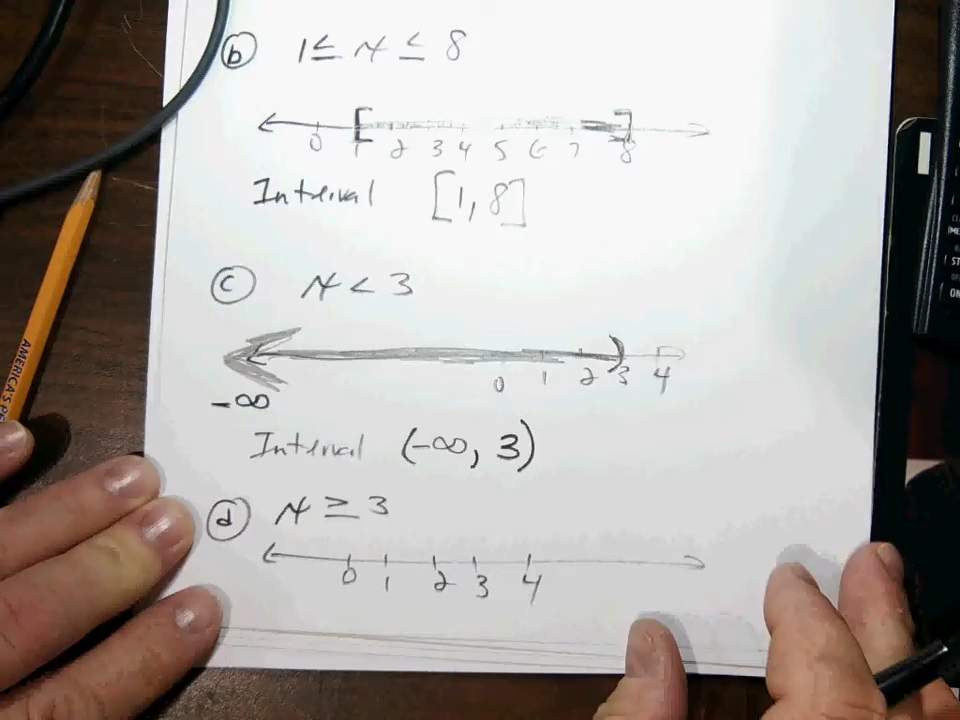 b 1 ≤ x ≤ 8
0 1 2 3 4 5 6 7 8
Interval [1, 8]
c x < 3
0 1 2 3 4
-∞
Interval (-∞, 3)
d x ≥ 3
0 1 2 3 4
AMERICA'S
ON